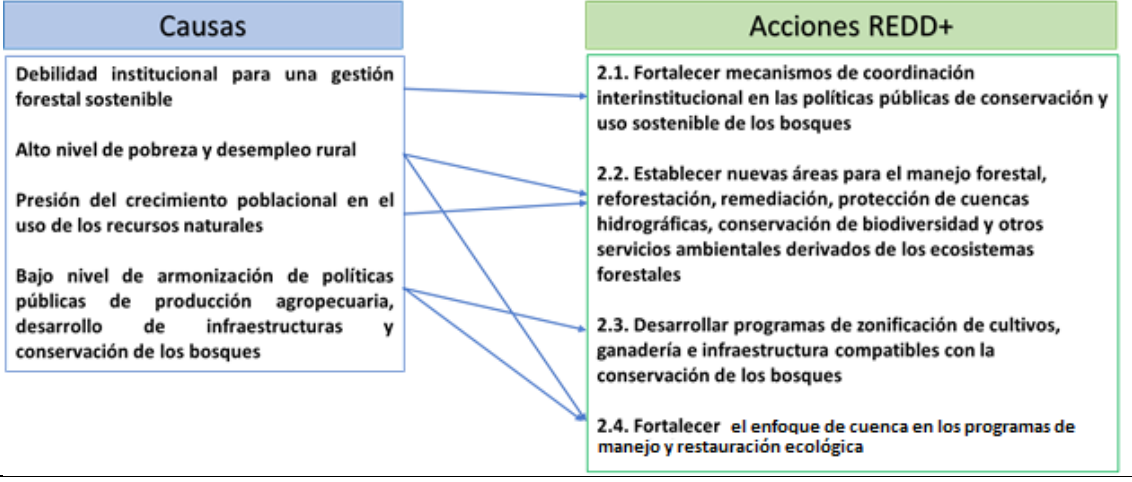 Causas
Debilidad institucional para una gestión
forestal sostenible
Alto nivel de pobreza y desempleo rural
Presión del crecimiento poblacional en el
uso de los recursos naturales
Bajo nivel de armonización de políticas
públicas de producción agropecuaria,
desarrollo de infraestructuras y
conservación de los bosques
Acciones REDD+
2.1. Fortalecer mecanismos de coordinación
interinstitucional en las políticas públicas de conservación y
uso sostenible de los bosques
2.2. Establecer nuevas áreas para el manejo forestal,
reforestación, remediación, protección de cuencas
hidrográficas, conservación de biodiversidad y otros
servicios ambientales derivados de los ecosistemas
forestales
2.3. Desarrollar programas de zonificación de cultivos,
ganadería e infraestructura compatibles con la
conservación de los bosques
2.4. Fortalecer el enfoque de cuenca en los programas de
manejo y restauración ecológica